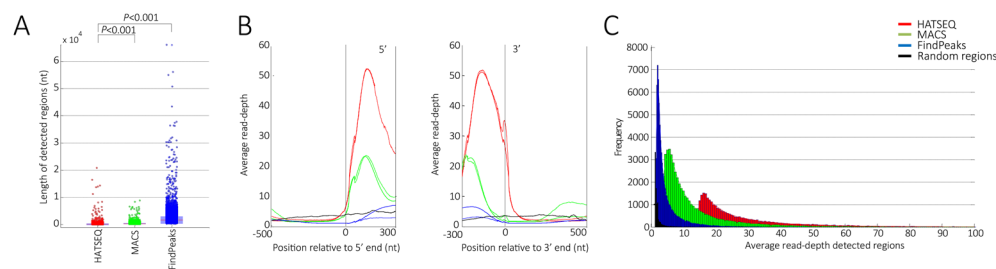 A
P<0.001
P<0.001
x 10⁴
Length of detected regions (nt)
7
6
5
4
3
2
1
0
HATSEQ
MACS
FindPeaks
B
5’
60
50
40
30
20
10
0
Average read-depth
-500
0
300
Position relative to 5’ end (nt)
3’
60
50
40
30
20
10
0
Average read-depth
-300
0
500
Position relative to 3’ end (nt)
C
HATSEQ
MACS
FindPeaks
Random regions
8000
7000
6000
5000
4000
3000
2000
1000
0
Frequency
0 10 20 30 40 50 60 70 80 90 100
Average read-depth detected regions